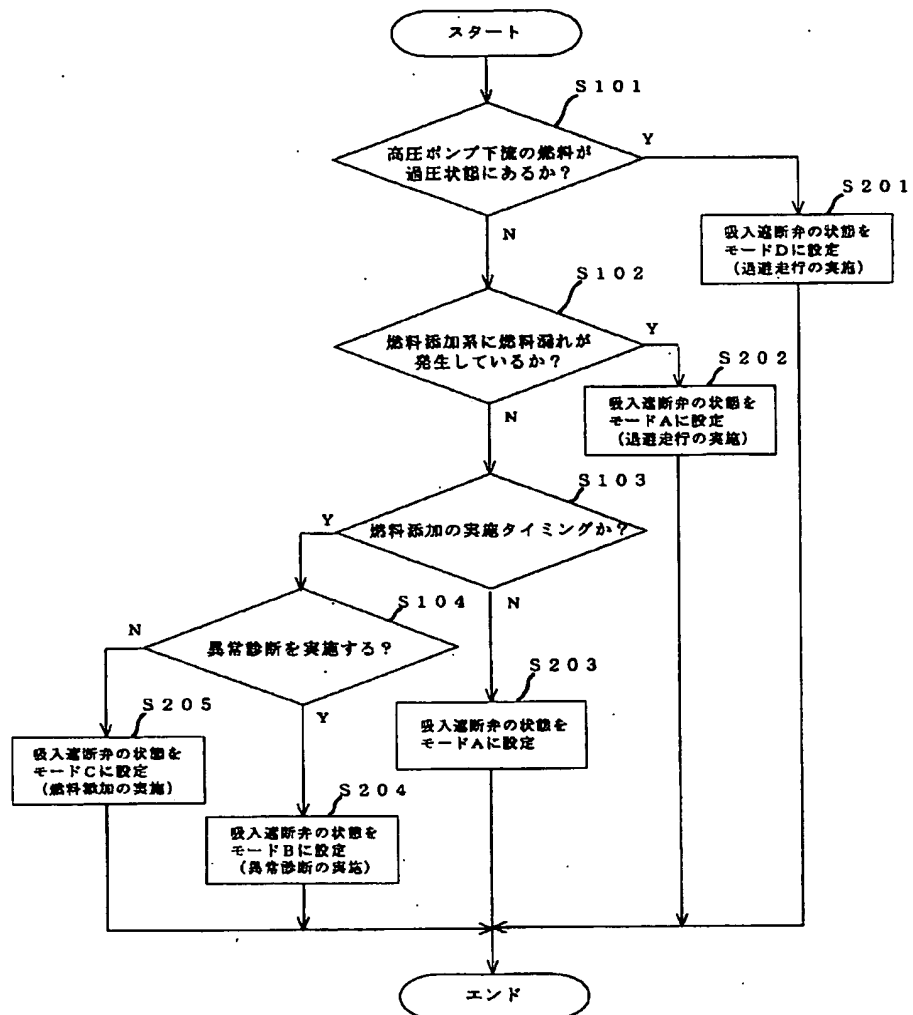 スタート
S101
高圧ポンプ下流の燃料が
過圧状態にあるか?
Y
N
S201
吸入遮断弁の状態を
モードDに設定
(退避走行の実施)
S102
燃料添加系に燃料漏れが
発生しているか?
Y
N
S202
吸入遮断弁の状態を
モードAに設定
(退避走行の実施)
S103
燃料添加の実施タイミングか?
Y
N
S104
異常診断を実施する?
N
Y
S203
吸入遮断弁の状態を
モードAに設定
S205
吸入遮断弁の状態を
モードCに設定
(燃料添加の実施)
S204
吸入遮断弁の状態を
モードBに設定
(異常診断の実施)
エンド